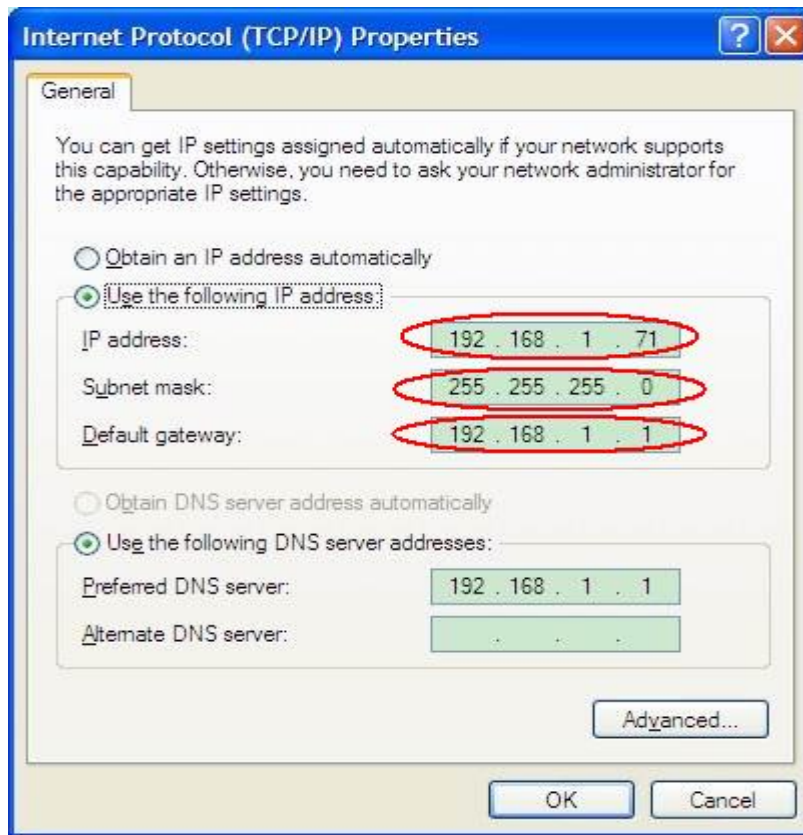 Internet Protocol (TCP/IP) Properties
General
You can get IP settings assigned automatically if your network supports
this capability. Otherwise, you need to ask your network administrator for
the appropriate IP settings.
Obtain an IP address automatically
Use the following IP address:
IP address: 192 . 168 . 1 . 71
Subnet mask: 255 . 255 . 255 . 0
Default gateway: 192 . 168 . 1 . 1
Obtain DNS server address automatically
Use the following DNS server addresses:
Preferred DNS server: 192 . 168 . 1 . 1
Alternate DNS server: . . .
Advanced...
OK Cancel